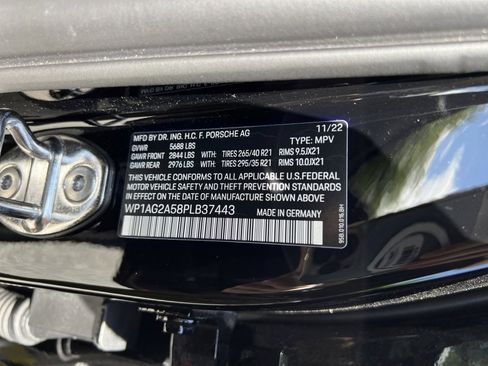 MFD BY DR. ING. H.C. F. PORSCHE AG 11/22
GVWR 5688 LBS TYPE: MPV
GAWR FRONT 2844 LBS WITH: TIRES 265/40 R21 RIMS 9.5JX21
GAWR REAR 2976 LBS WITH: TIRES 295/35 R21 RIMS 10.0JX21
THIS VEHICLE CONFORMS TO ALL APPLICABLE U.S.FEDERAL
MOTOR VEHICLE SAFETY AND THEFT PREVENTION STANDARDS
IN EFFECT ON THE DATE OF MANUFACTURE SHOWN ABOVE
WP1AG2A58PLB37443 MADE IN GERMANY
95B.010.016BH